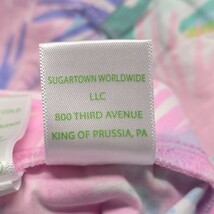 SUGARTOWN WORLDWIDE
LLC
800 THIRD AVENUE
KING OF PRUSSIA, PA